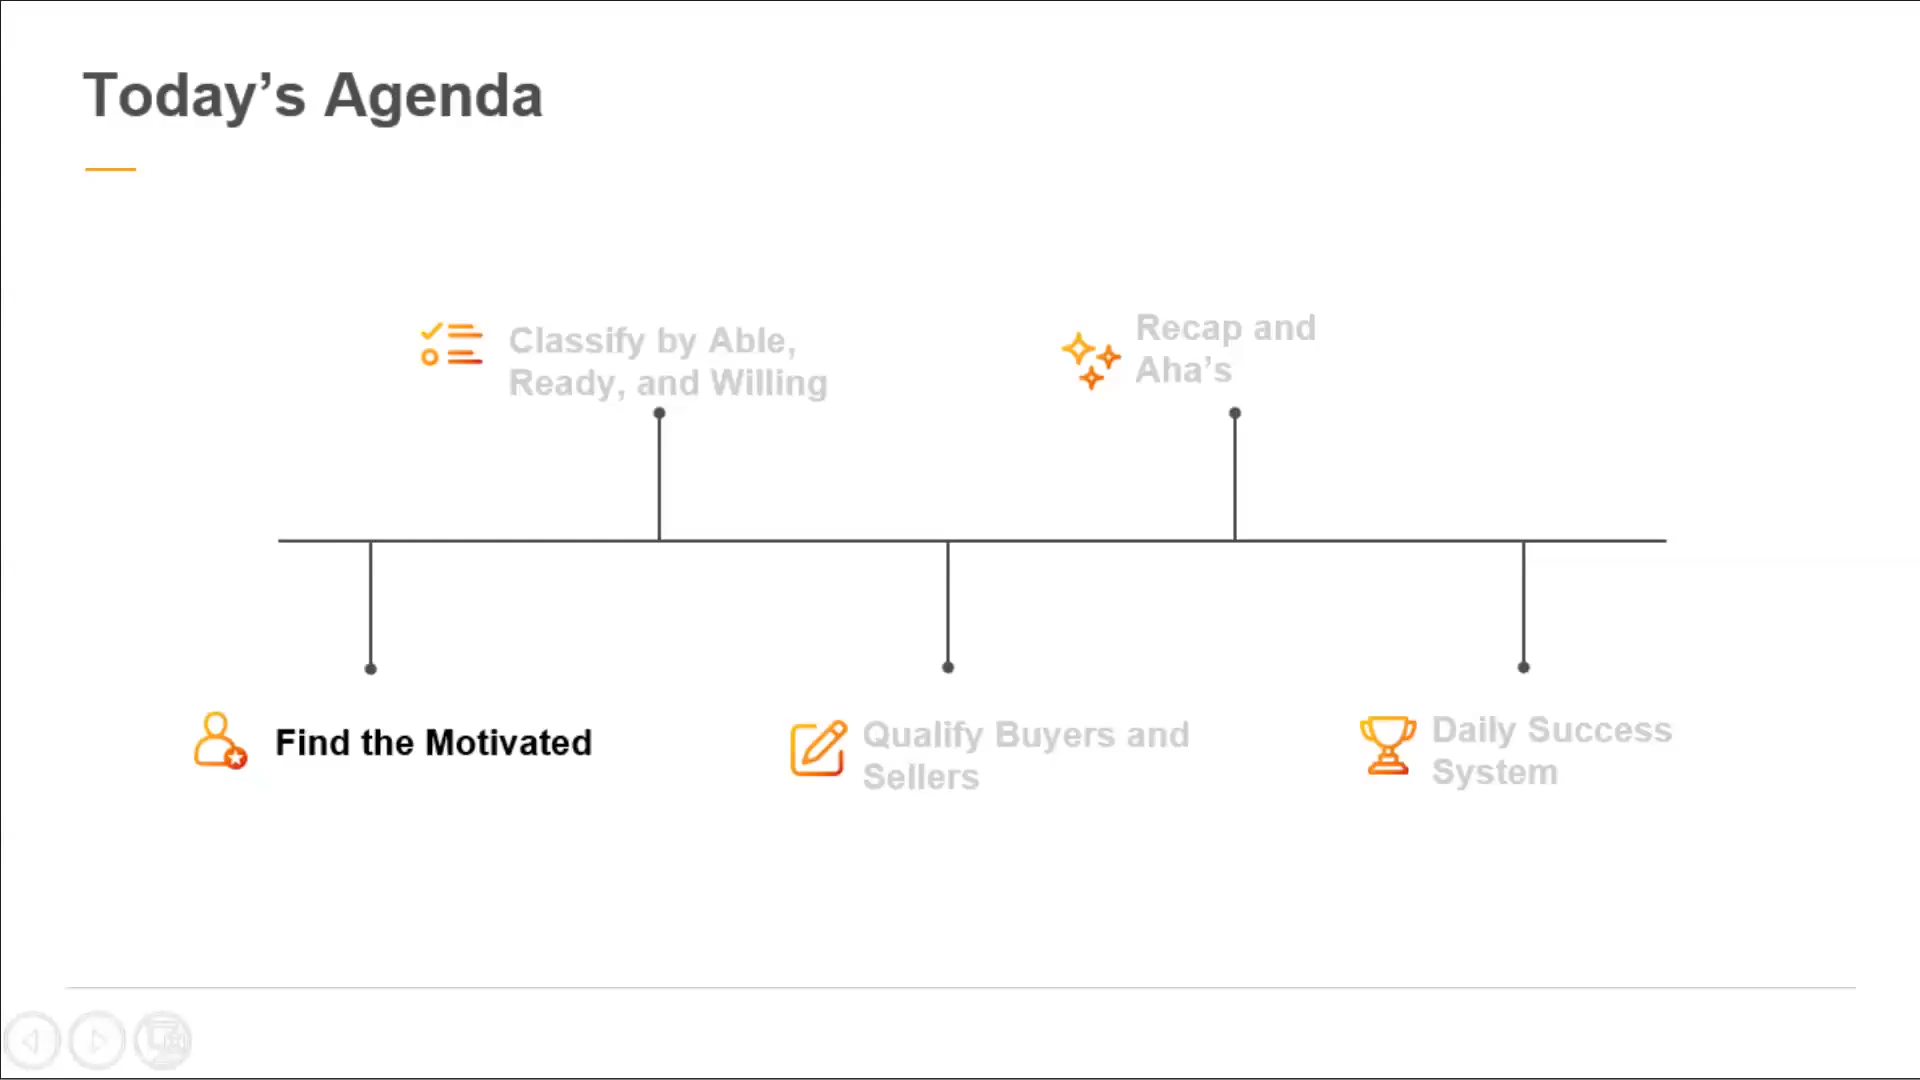 Today’s Agenda
Classify by Able,
Ready, and Willing
Recap and
Aha’s
Find the Motivated
Qualify Buyers and
Sellers
Daily Success
System